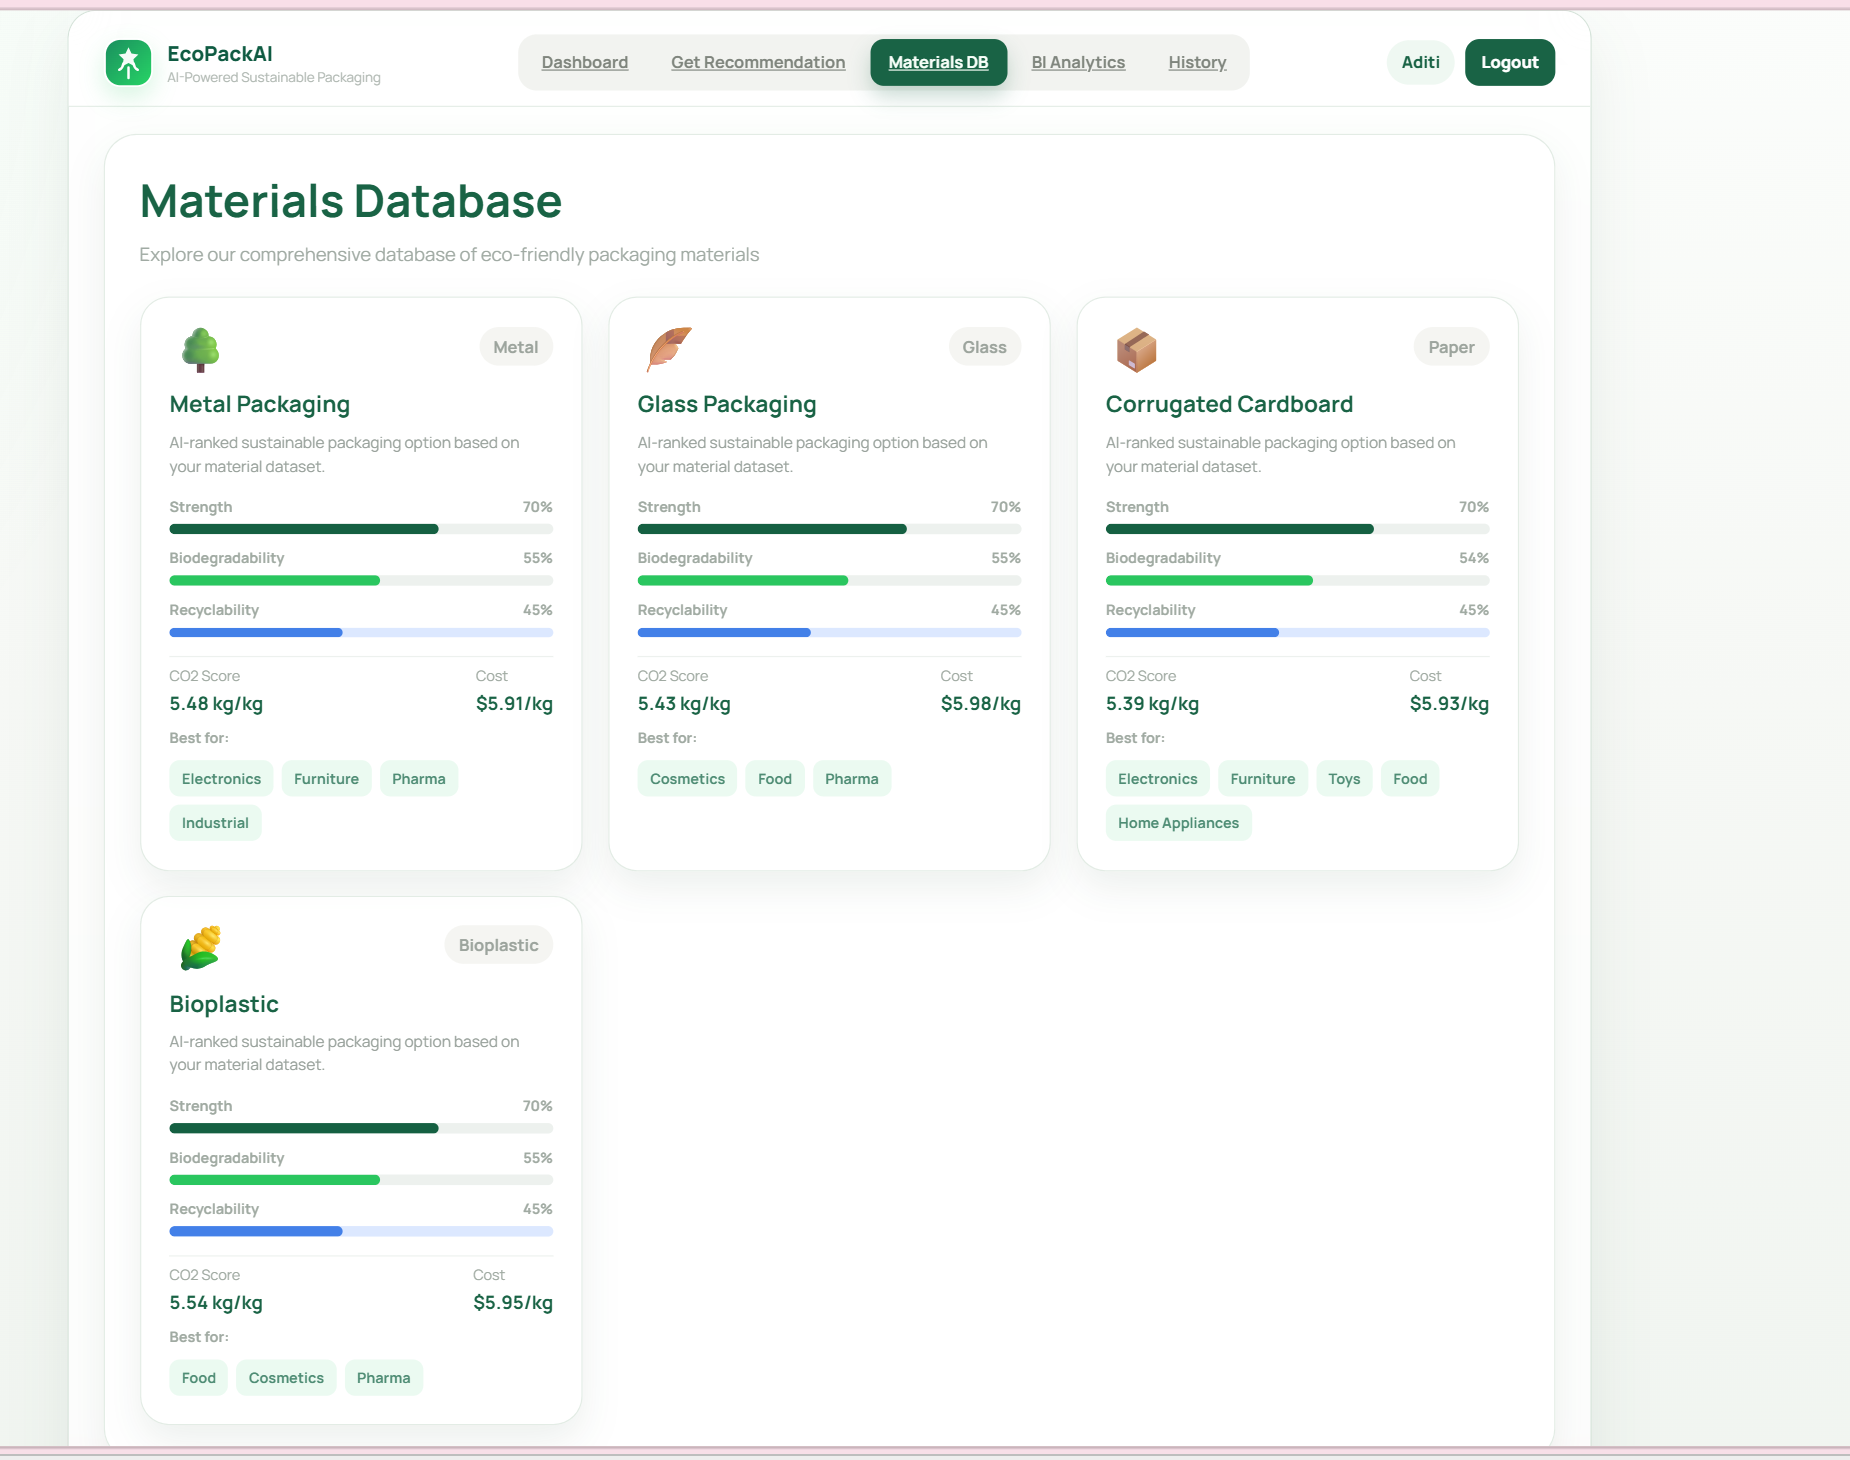 EcoPackAI
AI-Powered Sustainable Packaging
Dashboard
Get Recommendation
Materials DB
BI Analytics
History
Aditi
Logout
Materials Database
Explore our comprehensive database of eco-friendly packaging materials
Metal
Metal Packaging
AI-ranked sustainable packaging option based on
your material dataset.
Strength 70%
Biodegradability 55%
Recyclability 45%
CO2 Score Cost
5.48 kg/kg $5.91/kg
Best for:
Electronics Furniture Pharma
Industrial
Glass
Glass Packaging
AI-ranked sustainable packaging option based on
your material dataset.
Strength 70%
Biodegradability 55%
Recyclability 45%
CO2 Score Cost
5.43 kg/kg $5.98/kg
Best for:
Cosmetics Food Pharma
Paper
Corrugated Cardboard
AI-ranked sustainable packaging option based on
your material dataset.
Strength 70%
Biodegradability 54%
Recyclability 45%
CO2 Score Cost
5.39 kg/kg $5.93/kg
Best for:
Electronics Furniture Toys Food
Home Appliances
Bioplastic
Bioplastic
AI-ranked sustainable packaging option based on
your material dataset.
Strength 70%
Biodegradability 55%
Recyclability 45%
CO2 Score Cost
5.54 kg/kg $5.95/kg
Best for:
Food Cosmetics Pharma